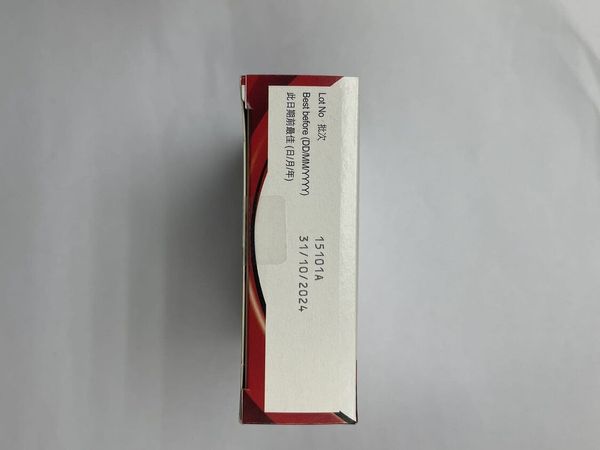 Lot No 批次
15101A
Best before (DD/MM/YYYY)
31/10/2024
此日期前最佳 (日/月/年)